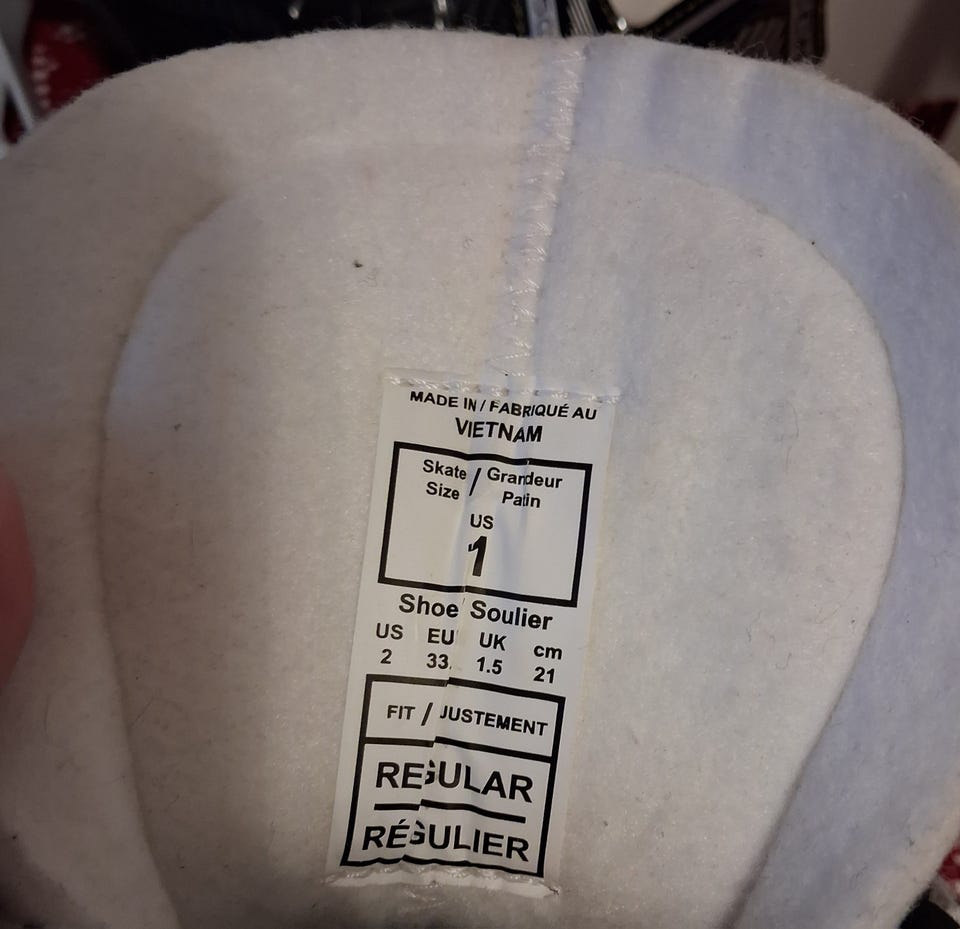 MADE IN / FABRIQUÉ AU
VIETNAM
Skate / Grandeur
Size Patin
US
1
Shoe Soulier
US EU UK cm
2 33. 1.5 21
FIT / JUSTEMENT
REGULAR
RÉGULIER